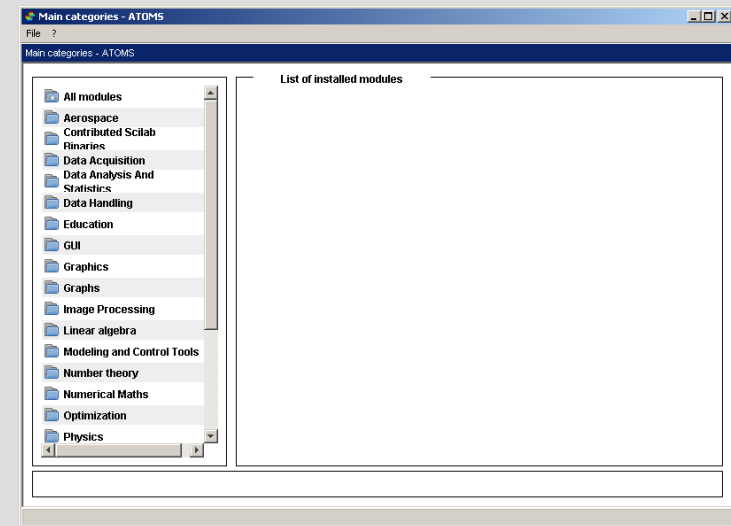 Main categories - ATOMS
File ?
Main categories - ATOMS
List of installed modules
All modules
Aerospace
Contributed Scilab
Binaries
Data Acquisition
Data Analysis And
Statistics
Data Handling
Education
GUI
Graphics
Graphs
Image Processing
Linear algebra
Modeling and Control Tools
Number theory
Numerical Maths
Optimization
Physics